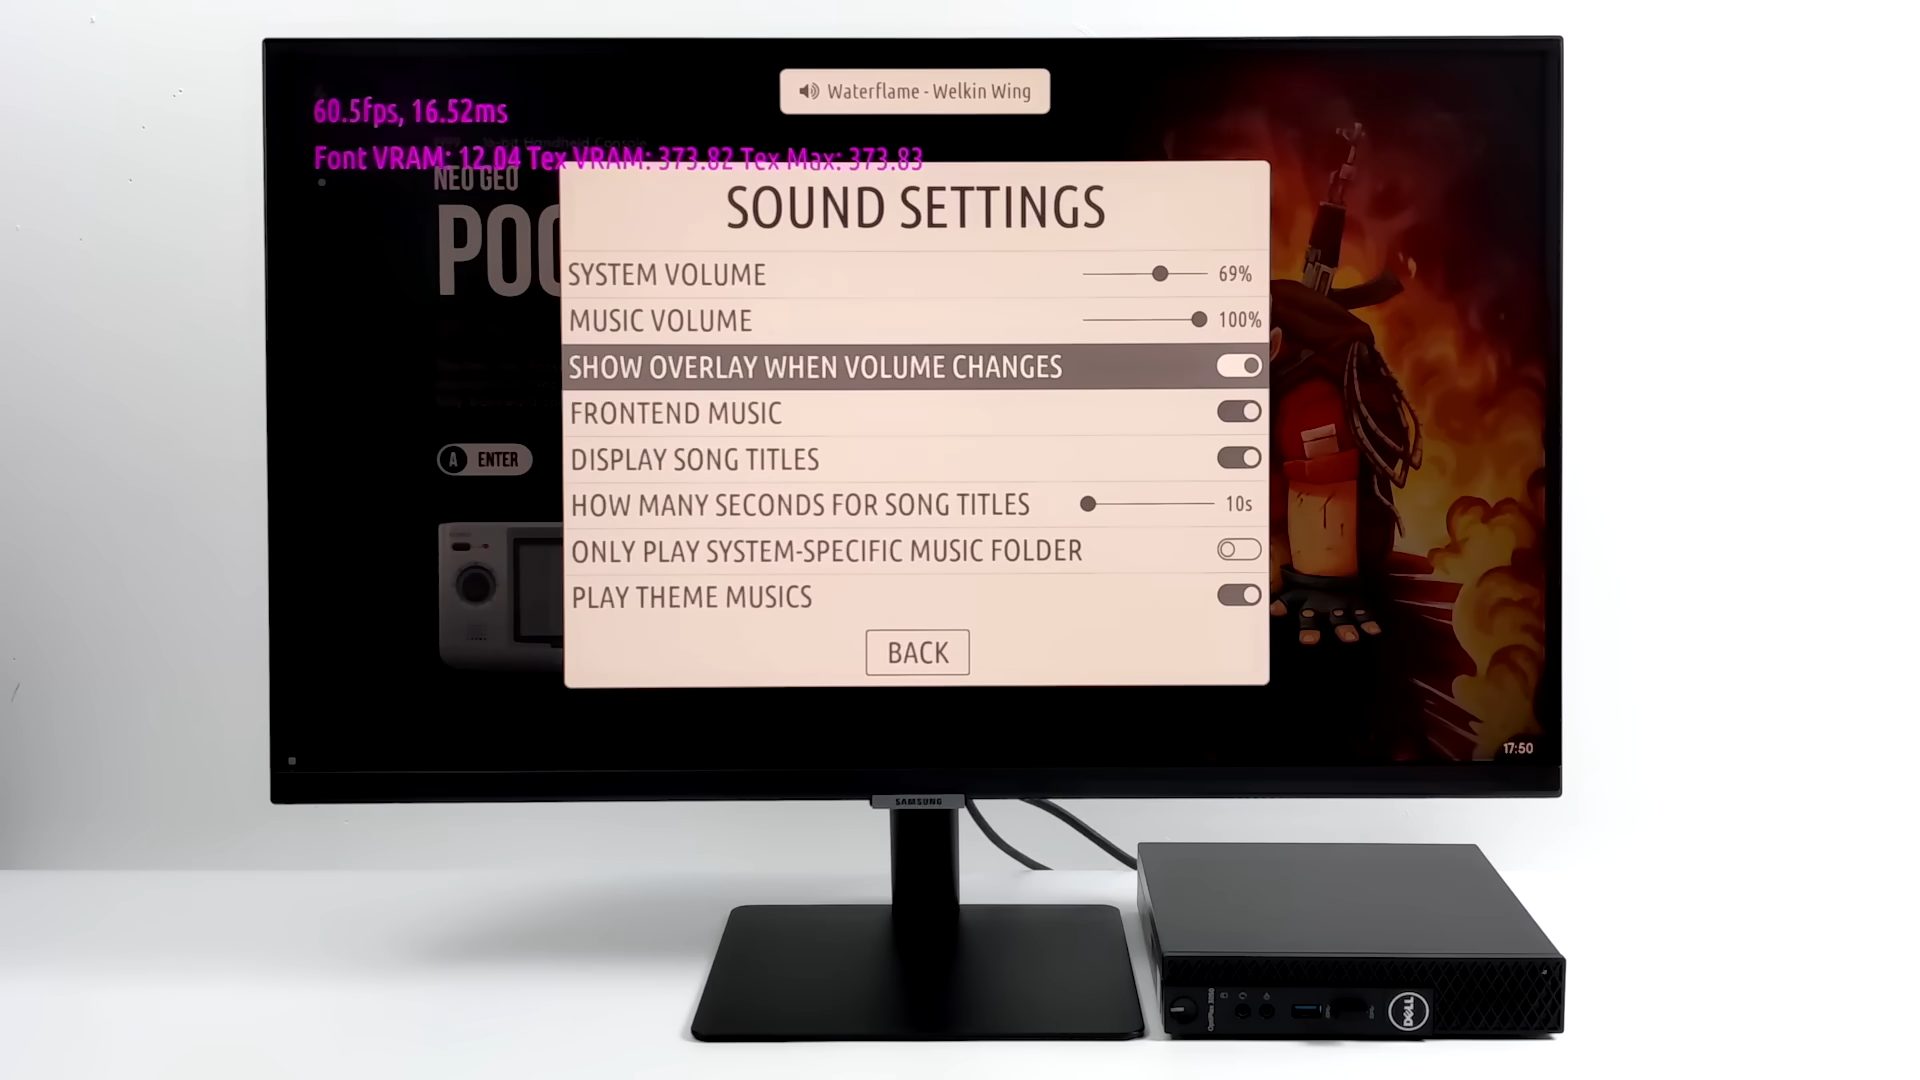 Waterflame - Welkin Wing
60.5fps, 16.52ms
Font VRAM: 12.04 Tex VRAM: 373.82 Tex Max: 373.83
NEO GEO
SOUND SETTINGS
SYSTEM VOLUME 69%
MUSIC VOLUME 100%
SHOW OVERLAY WHEN VOLUME CHANGES
FRONTEND MUSIC
A ENTER
DISPLAY SONG TITLES
HOW MANY SECONDS FOR SONG TITLES 10s
ONLY PLAY SYSTEM-SPECIFIC MUSIC FOLDER
PLAY THEME MUSICS
BACK
17:50
SAMSUNG
OptiPlex 3050
DELL